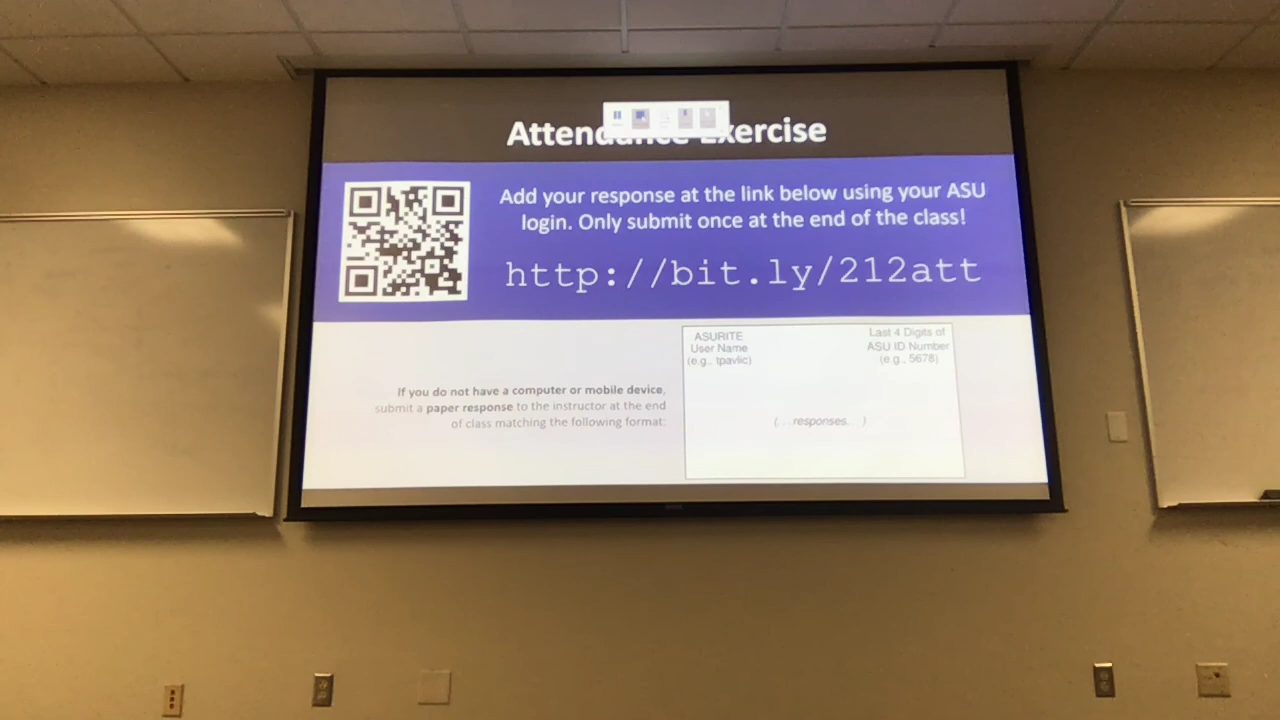 Attendance Exercise
Add your response at the link below using your ASU
login. Only submit once at the end of the class!
http://bit.ly/212att
ASURITE
User Name
(e.g., tpavlic)
Last 4 Digits of
ASU ID Number
(e.g., 5678)
If you do not have a computer or mobile device,
submit a paper response to the instructor at the end
of class matching the following format:
(... responses... )